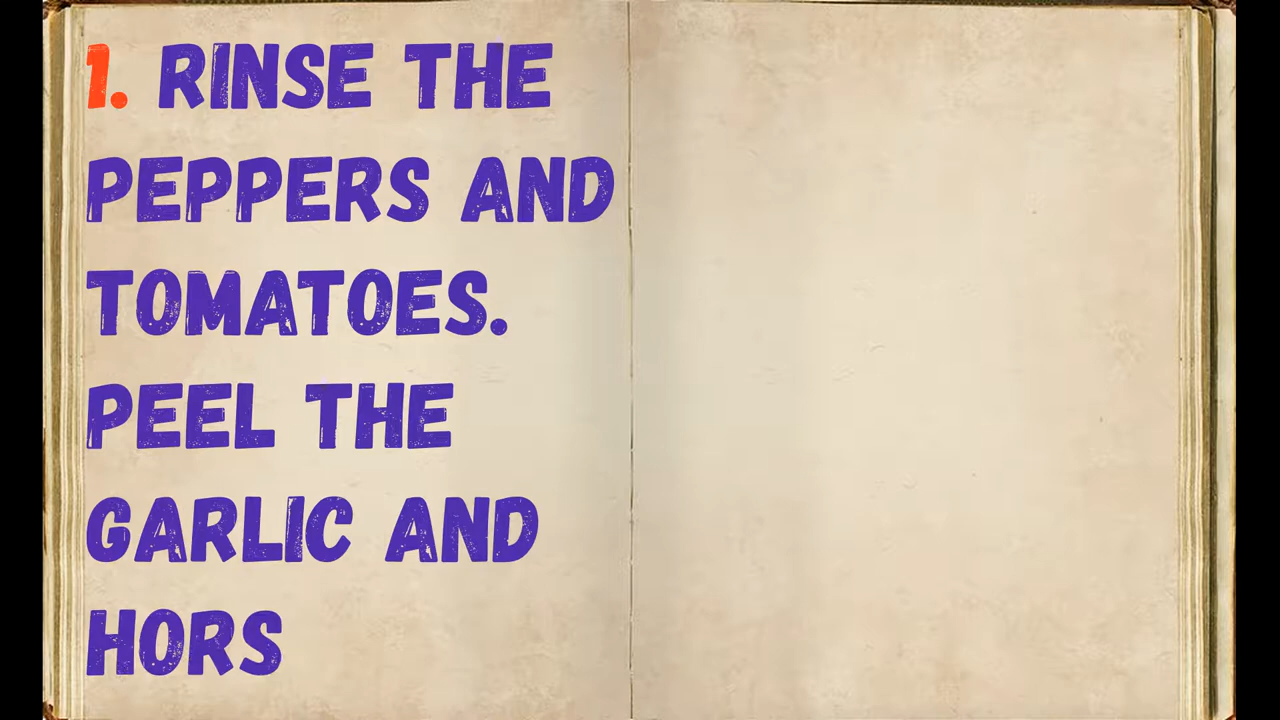 1. RINSE THE
PEPPERS AND
TOMATOES.
PEEL THE
GARLIC AND
HORS